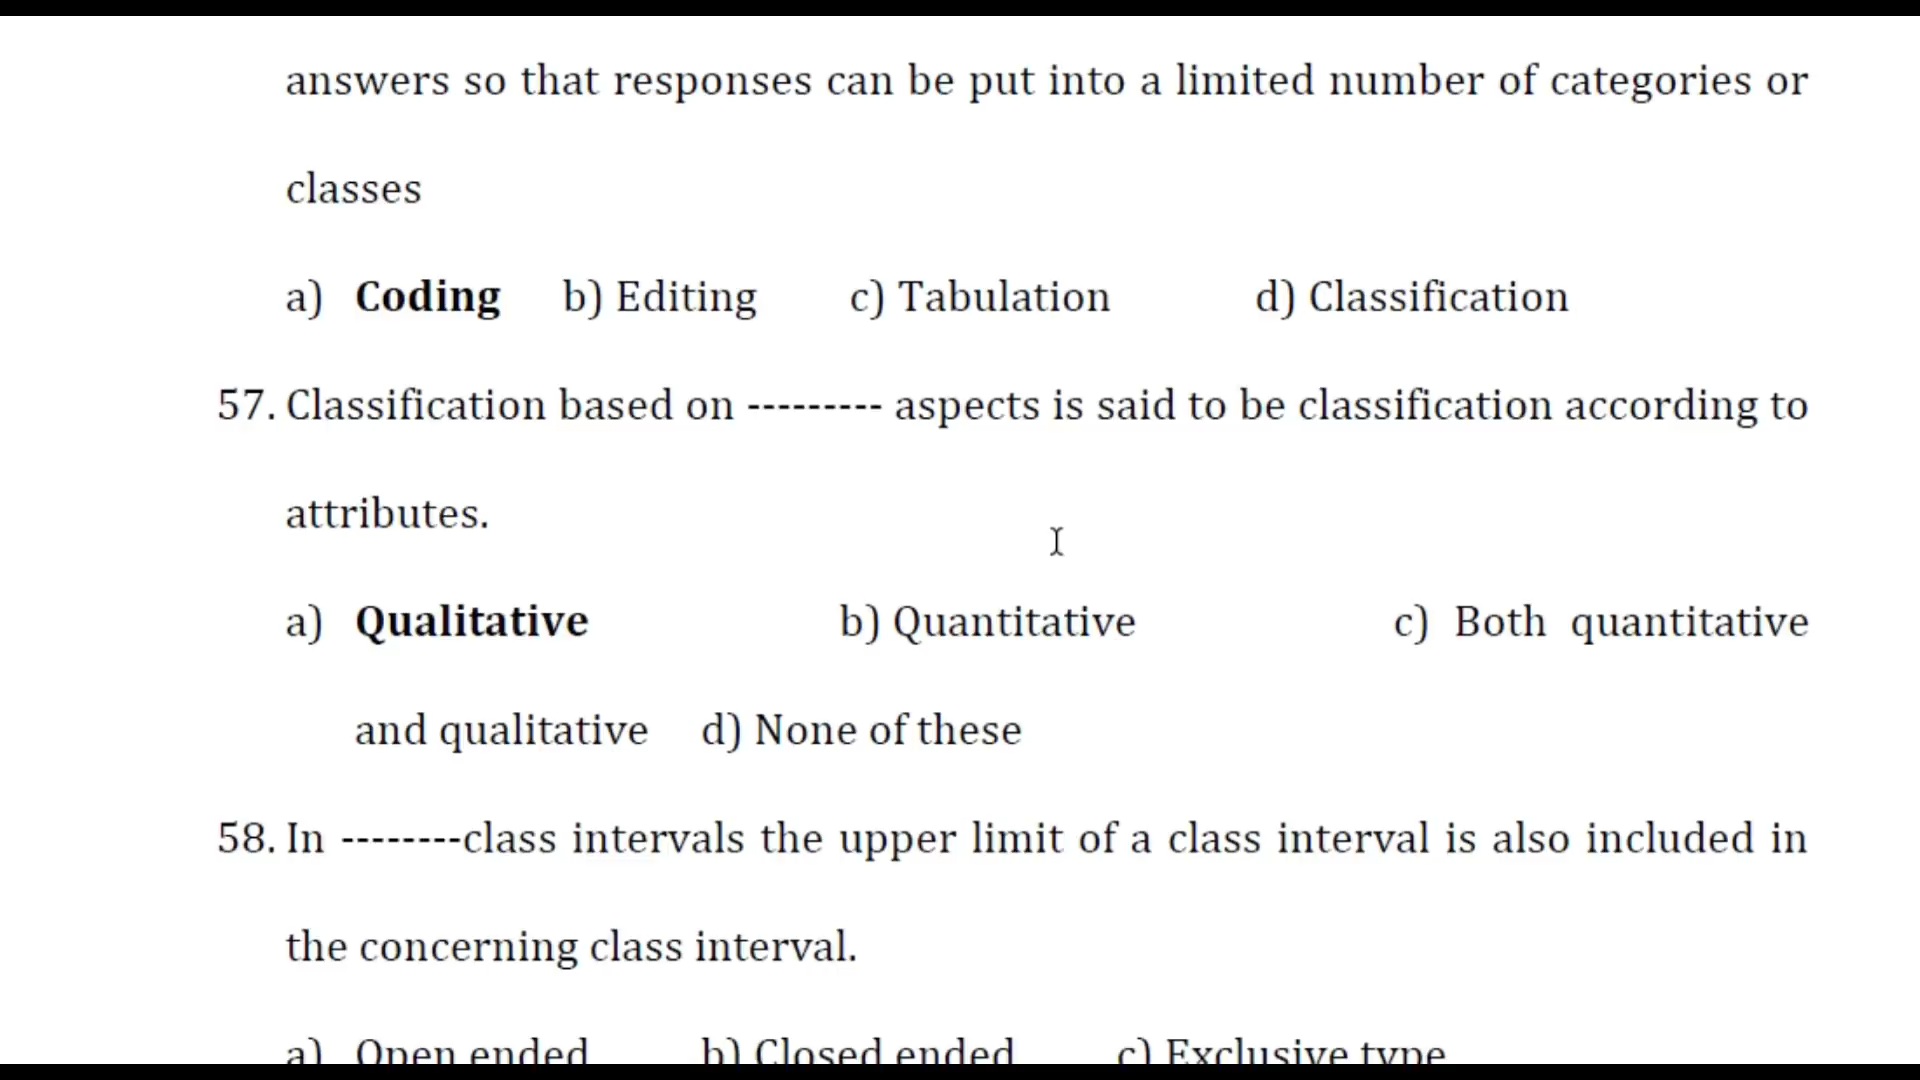 answers so that responses can be put into a limited number of categories or
classes
a) Coding b) Editing c) Tabulation d) Classification
57. Classification based on --------- aspects is said to be classification according to
attributes.
a) Qualitative b) Quantitative c) Both quantitative
and qualitative d) None of these
58. In --------class intervals the upper limit of a class interval is also included in
the concerning class interval.
a) Open ended b) Closed ended c) Exclusive type